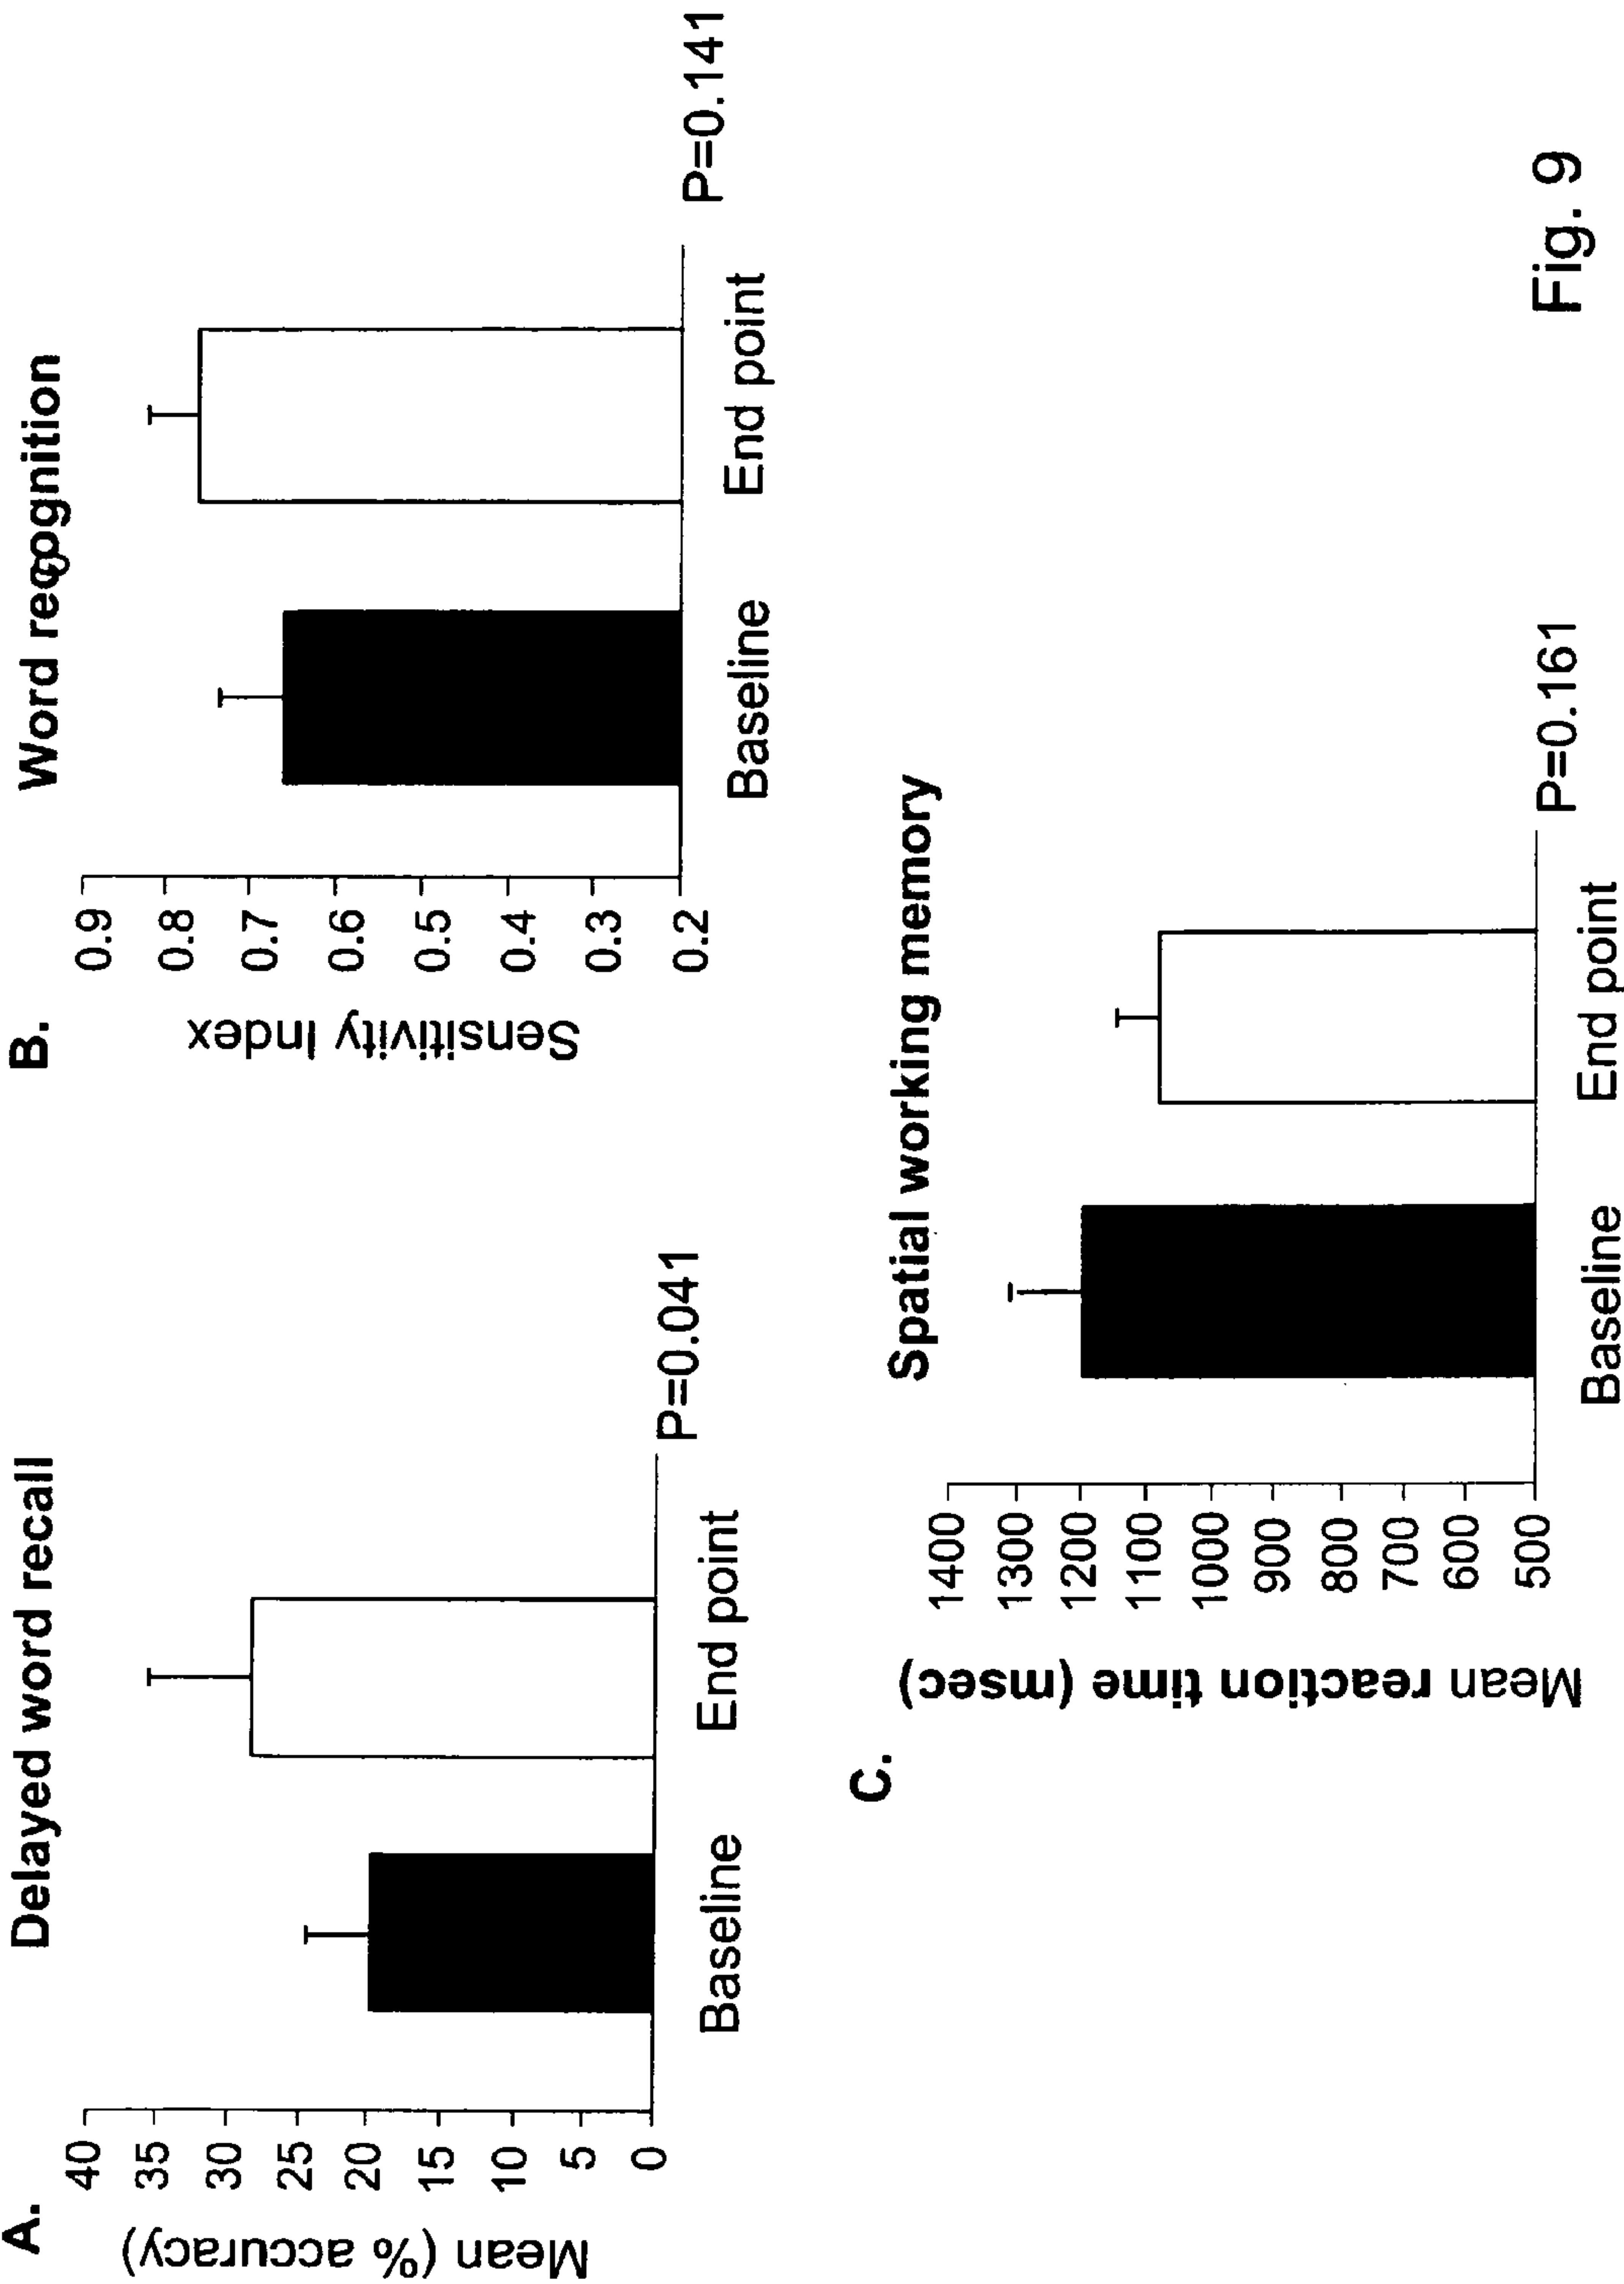 A.
Delayed word recall
Mean (% accuracy)
40
35
30
25
20
15
10
5
0
Baseline
End point
P=0.041
B.
Word recognition
Sensitivity Index
0.9
0.8
0.7
0.6
0.5
0.4
0.3
0.2
Baseline
End point
P=0.141
C.
Spatial working memory
Mean reaction time (msec)
1400
1300
1200
1100
1000
900
800
700
600
500
Baseline
End point
P=0.161
Fig. 9